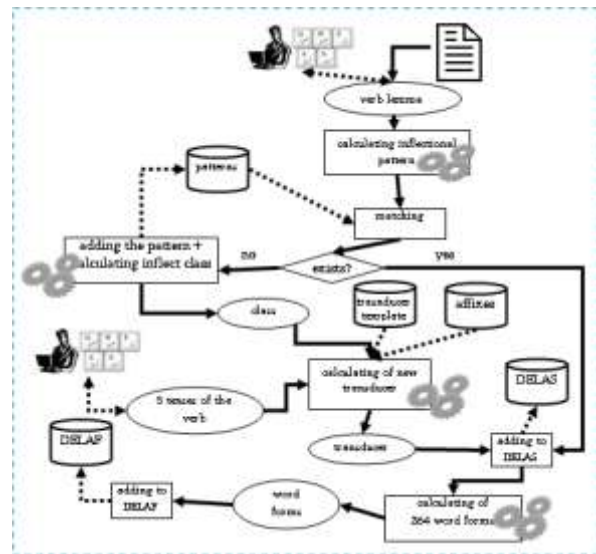 verb lemma
calculating inflectional
pattern
patterns
matching
adding the pattern +
calculating inflect class
no
exists?
yes
class
transducer
template
affixes
calculating of new
transducer
DELAS
5 tenses of the
verb
DELAF
transducer
adding to
DELAS
adding to
DELAF
word
forms
calculating of
264 word forms